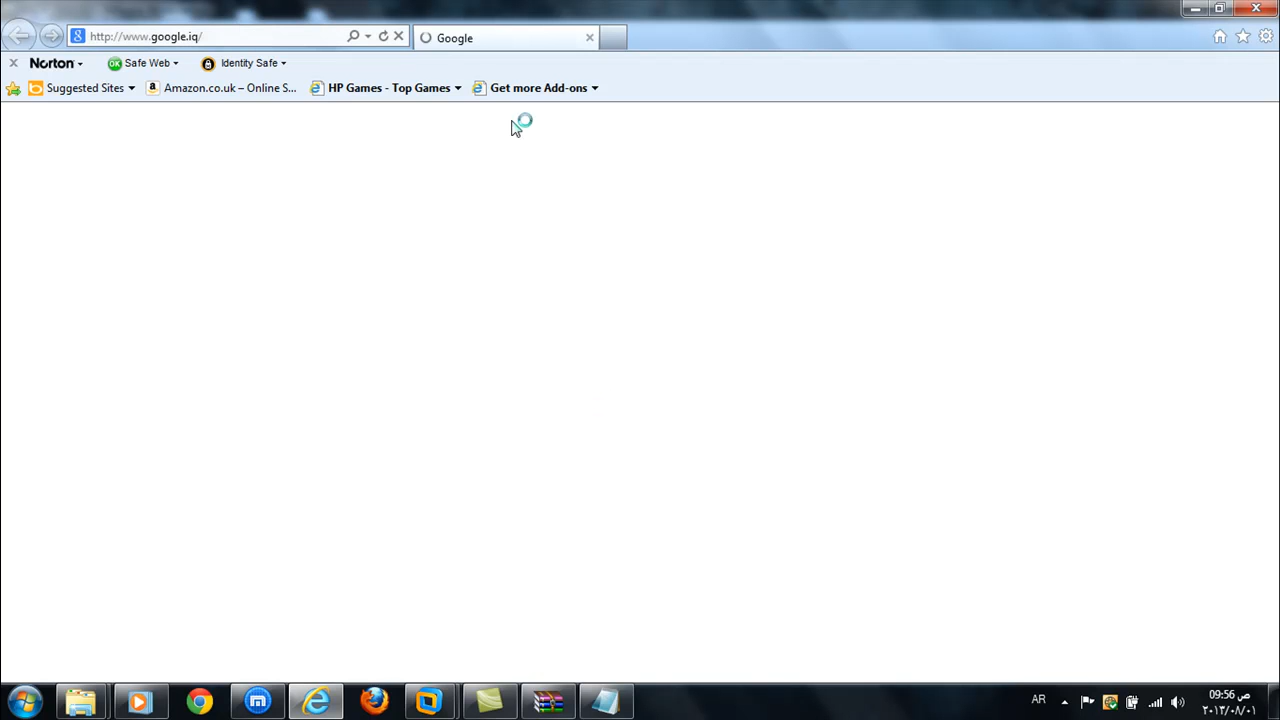 http://www.google.iq/
Google
Norton
OK Safe Web
Identity Safe
Suggested Sites
Amazon.co.uk – Online S...
HP Games - Top Games
Get more Add-ons
AR
09:56 ص
٢٠١٣/٠٨/٠١